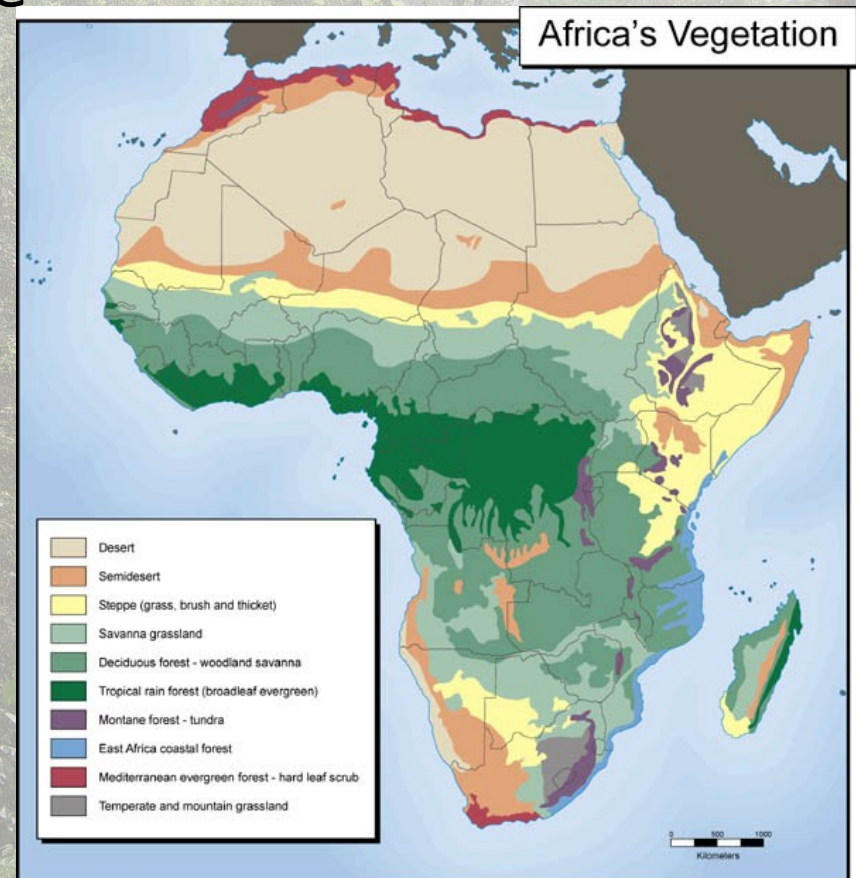 Africa's Vegetation
Desert
Semidesert
Steppe (grass, brush and thicket)
Savanna grassland
Deciduous forest - woodland savanna
Tropical rain forest (broadleaf evergreen)
Montane forest - tundra
East Africa coastal forest
Mediterranean evergreen forest - hard leaf scrub
Temperate and mountain grassland
0 500 1000
Kilometers